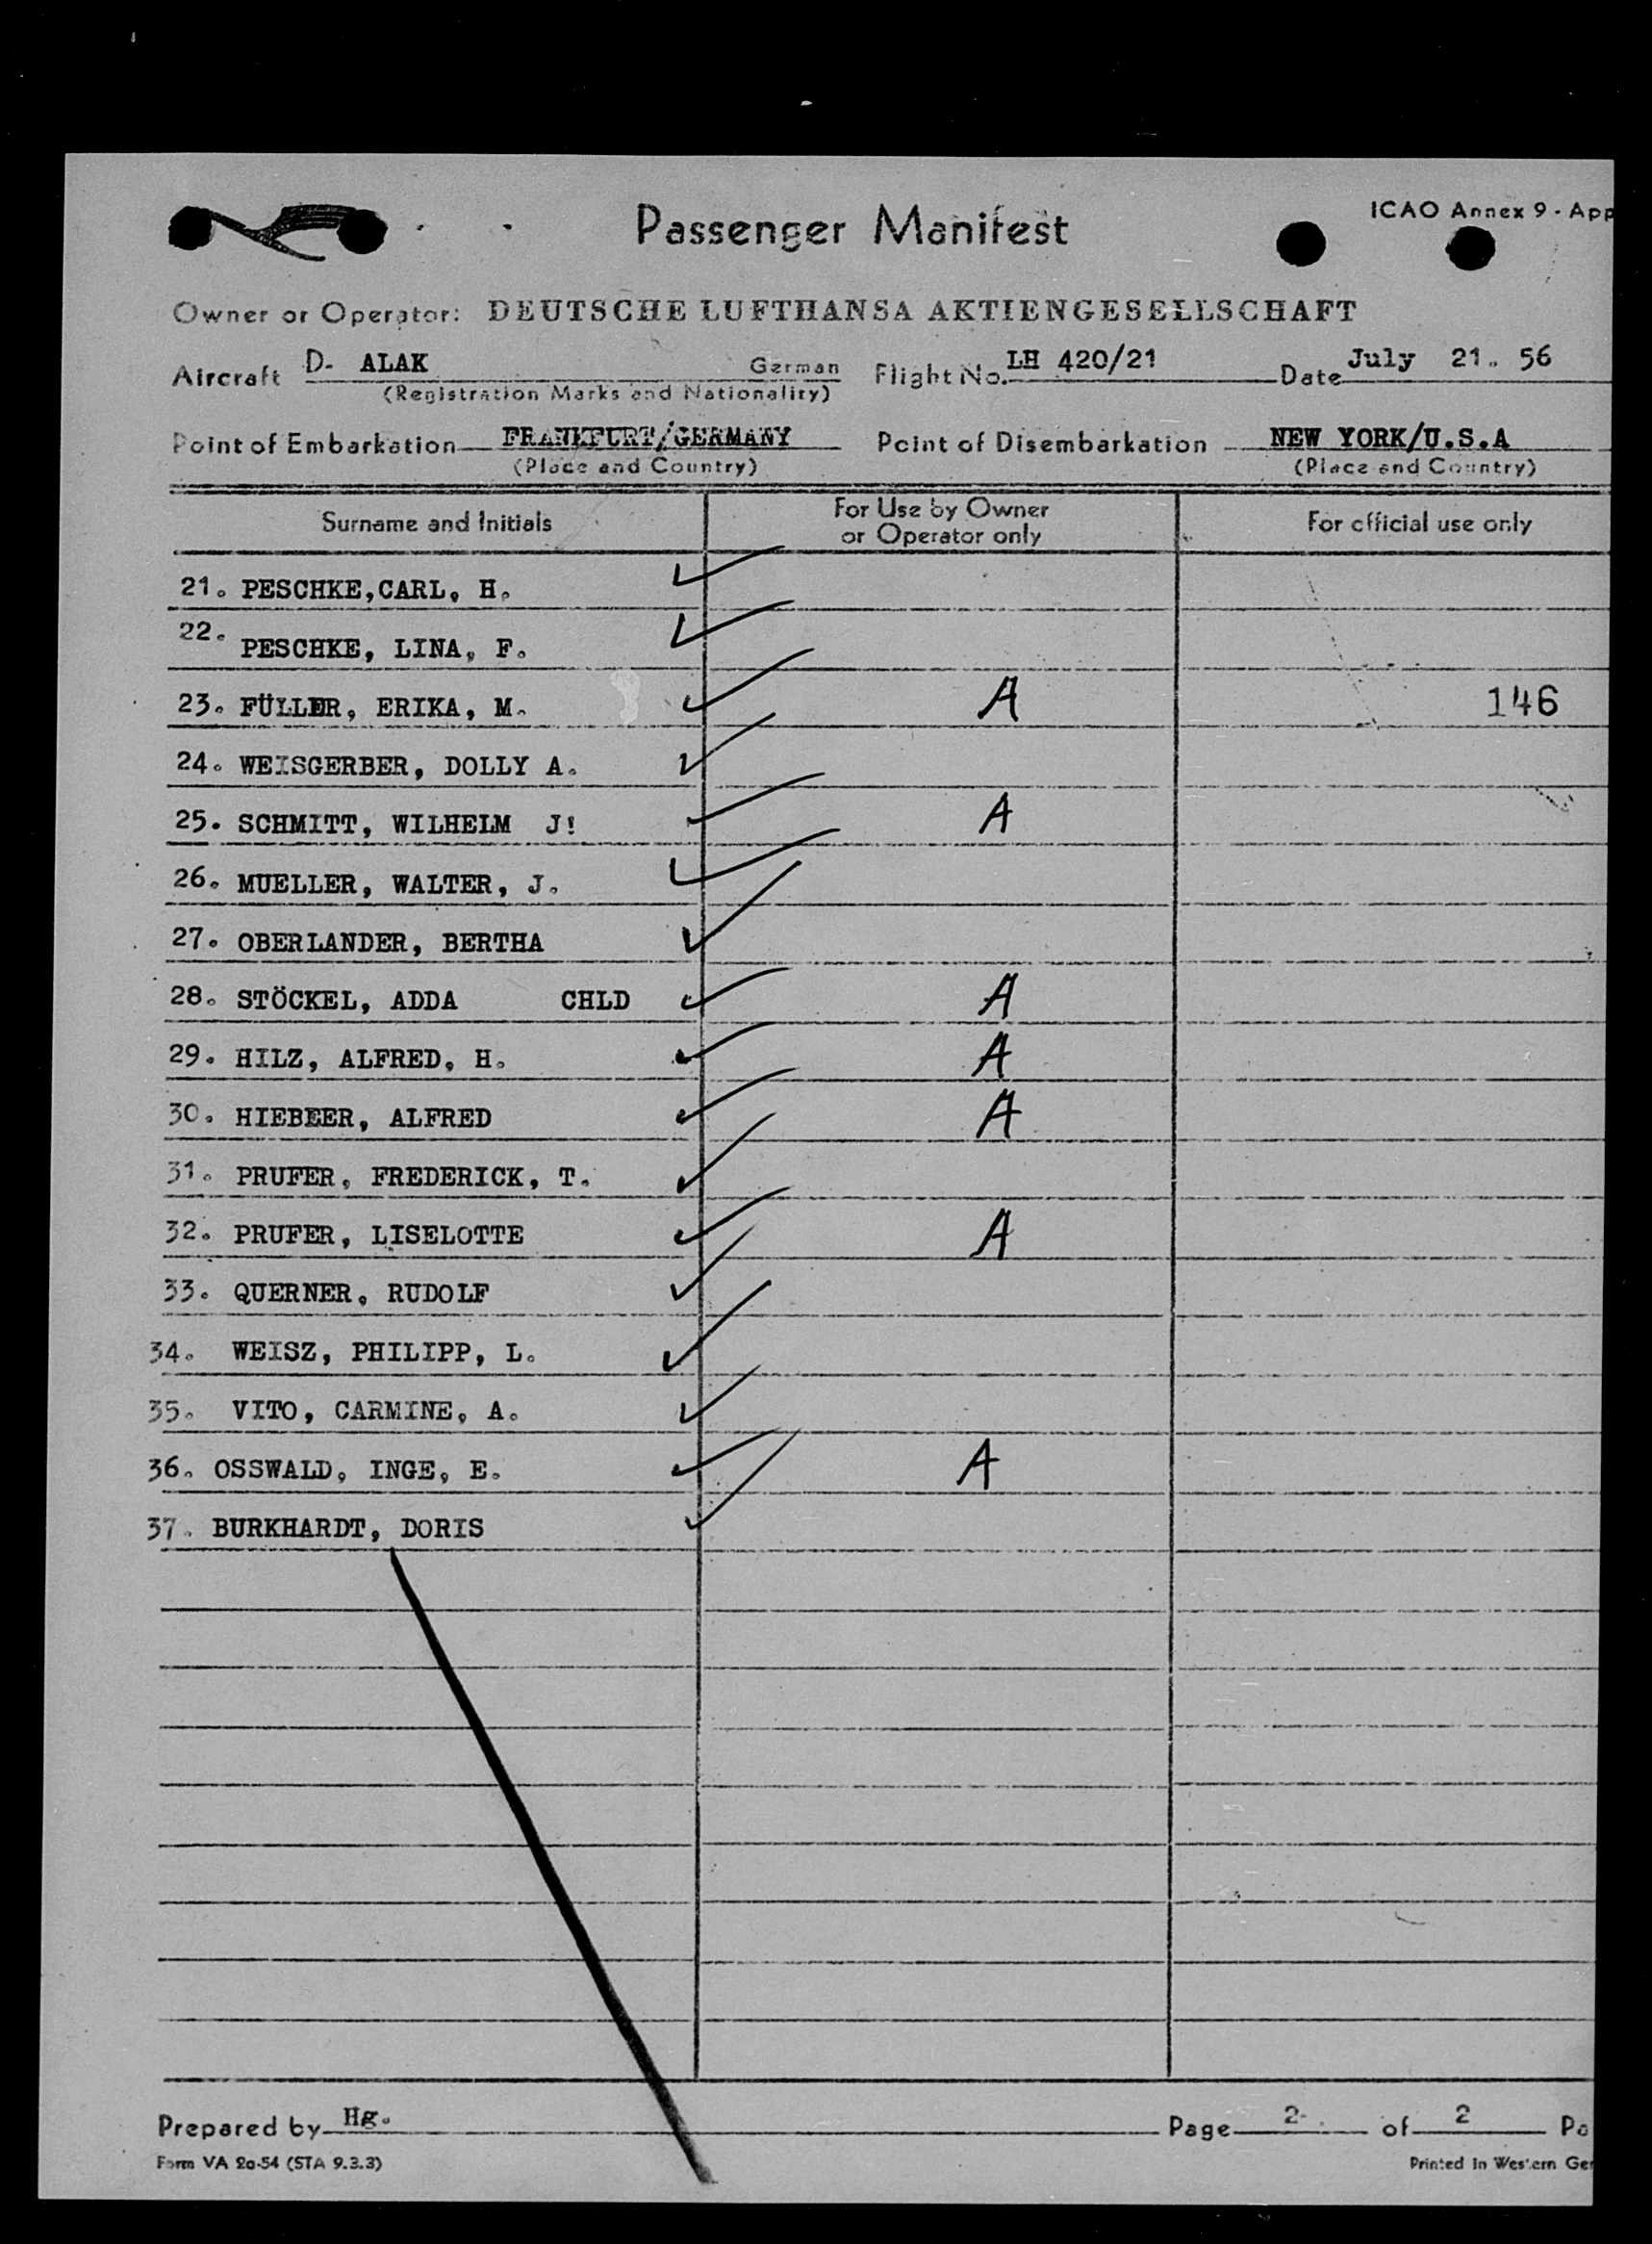 Passenger Manifest
ICAO Annex 9 - App
Owner or Operator: DEUTSCHE LUFTHANSA AKTIENGESELLSCHAFT
Aircraft D- ALAK German Flight No. LH 420/21 Date July 21. 56
(Registration Marks and Nationality)
Point of Embarkation FRANKFURT/GERMANY Point of Disembarkation NEW YORK/U.S.A
(Place and Country) (Place and Country)
Surname and Initials For Use by Owner or Operator only For official use only
21. PESCHKE,CARL, H. ✓
22. PESCHKE, LINA, F. ✓
23. FÜLLER, ERIKA, M. ✓ A 146
24. WEISGERBER, DOLLY A. ✓
25. SCHMITT, WILHELM J! ✓ A
26. MUELLER, WALTER, J. ✓
27. OBERLANDER, BERTHA ✓
28. STÖCKEL, ADDA CHLD ✓ A
29. HILZ, ALFRED, H. ✓ A
30. HIEBEER, ALFRED ✓ A
31. PRUFER, FREDERICK, T. ✓
32. PRUFER, LISELOTTE ✓ A
33. QUERNER, RUDOLF ✓
34. WEISZ, PHILIPP, L. ✓
35. VITO, CARMINE, A. ✓
36. OSSWALD, INGE, E. ✓ A
37. BURKHARDT, DORIS ✓
Prepared by Hg. Page 2 of 2 Pa
Form VA 2a-54 (STA 9.3.3) Printed in Western Ger